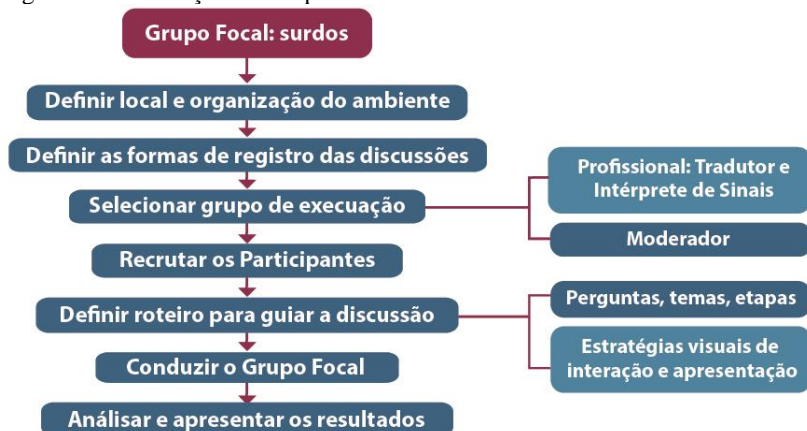 Grupo Focal: surdos
Definir local e organização do ambiente
Definir as formas de registro das discussões
Selecionar grupo de execuação
Profissional: Tradutor e
Intérprete de Sinais
Moderador
Recrutar os Participantes
Definir roteiro para guiar a discussão
Perguntas, temas, etapas
Estratégias visuais de
interação e apresentação
Conduzir o Grupo Focal
Análisar e apresentar os resultados